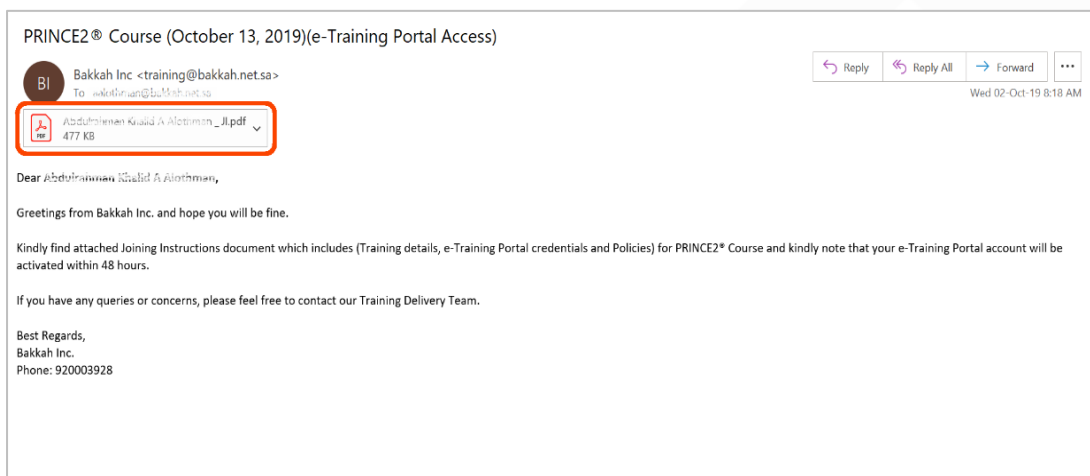 PRINCE2® Course (October 13, 2019)(e-Training Portal Access)
BI
Bakkah Inc <training@bakkah.net.sa>
To
Reply
Reply All
Forward
Wed 02-Oct-19 8:18 AM
PDF
_ JI.pdf
477 KB
Dear
Greetings from Bakkah Inc. and hope you will be fine.
Kindly find attached Joining Instructions document which includes (Training details, e-Training Portal credentials and Policies) for PRINCE2® Course and kindly note that your e-Training Portal account will be
activated within 48 hours.
If you have any queries or concerns, please feel free to contact our Training Delivery Team.
Best Regards,
Bakkah Inc.
Phone: 920003928